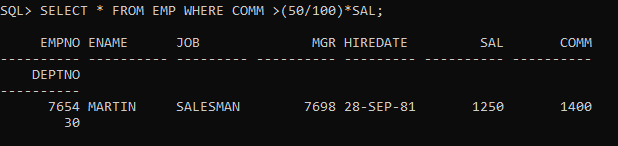 SQL> SELECT * FROM EMP WHERE COMM >(50/100)*SAL;
     EMPNO ENAME      JOB              MGR HIREDATE         SAL       COMM
---------- ---------- --------- ---------- --------- ---------- ----------
    DEPTNO
----------
      7654 MARTIN     SALESMAN        7698 28-SEP-81       1250       1400
        30